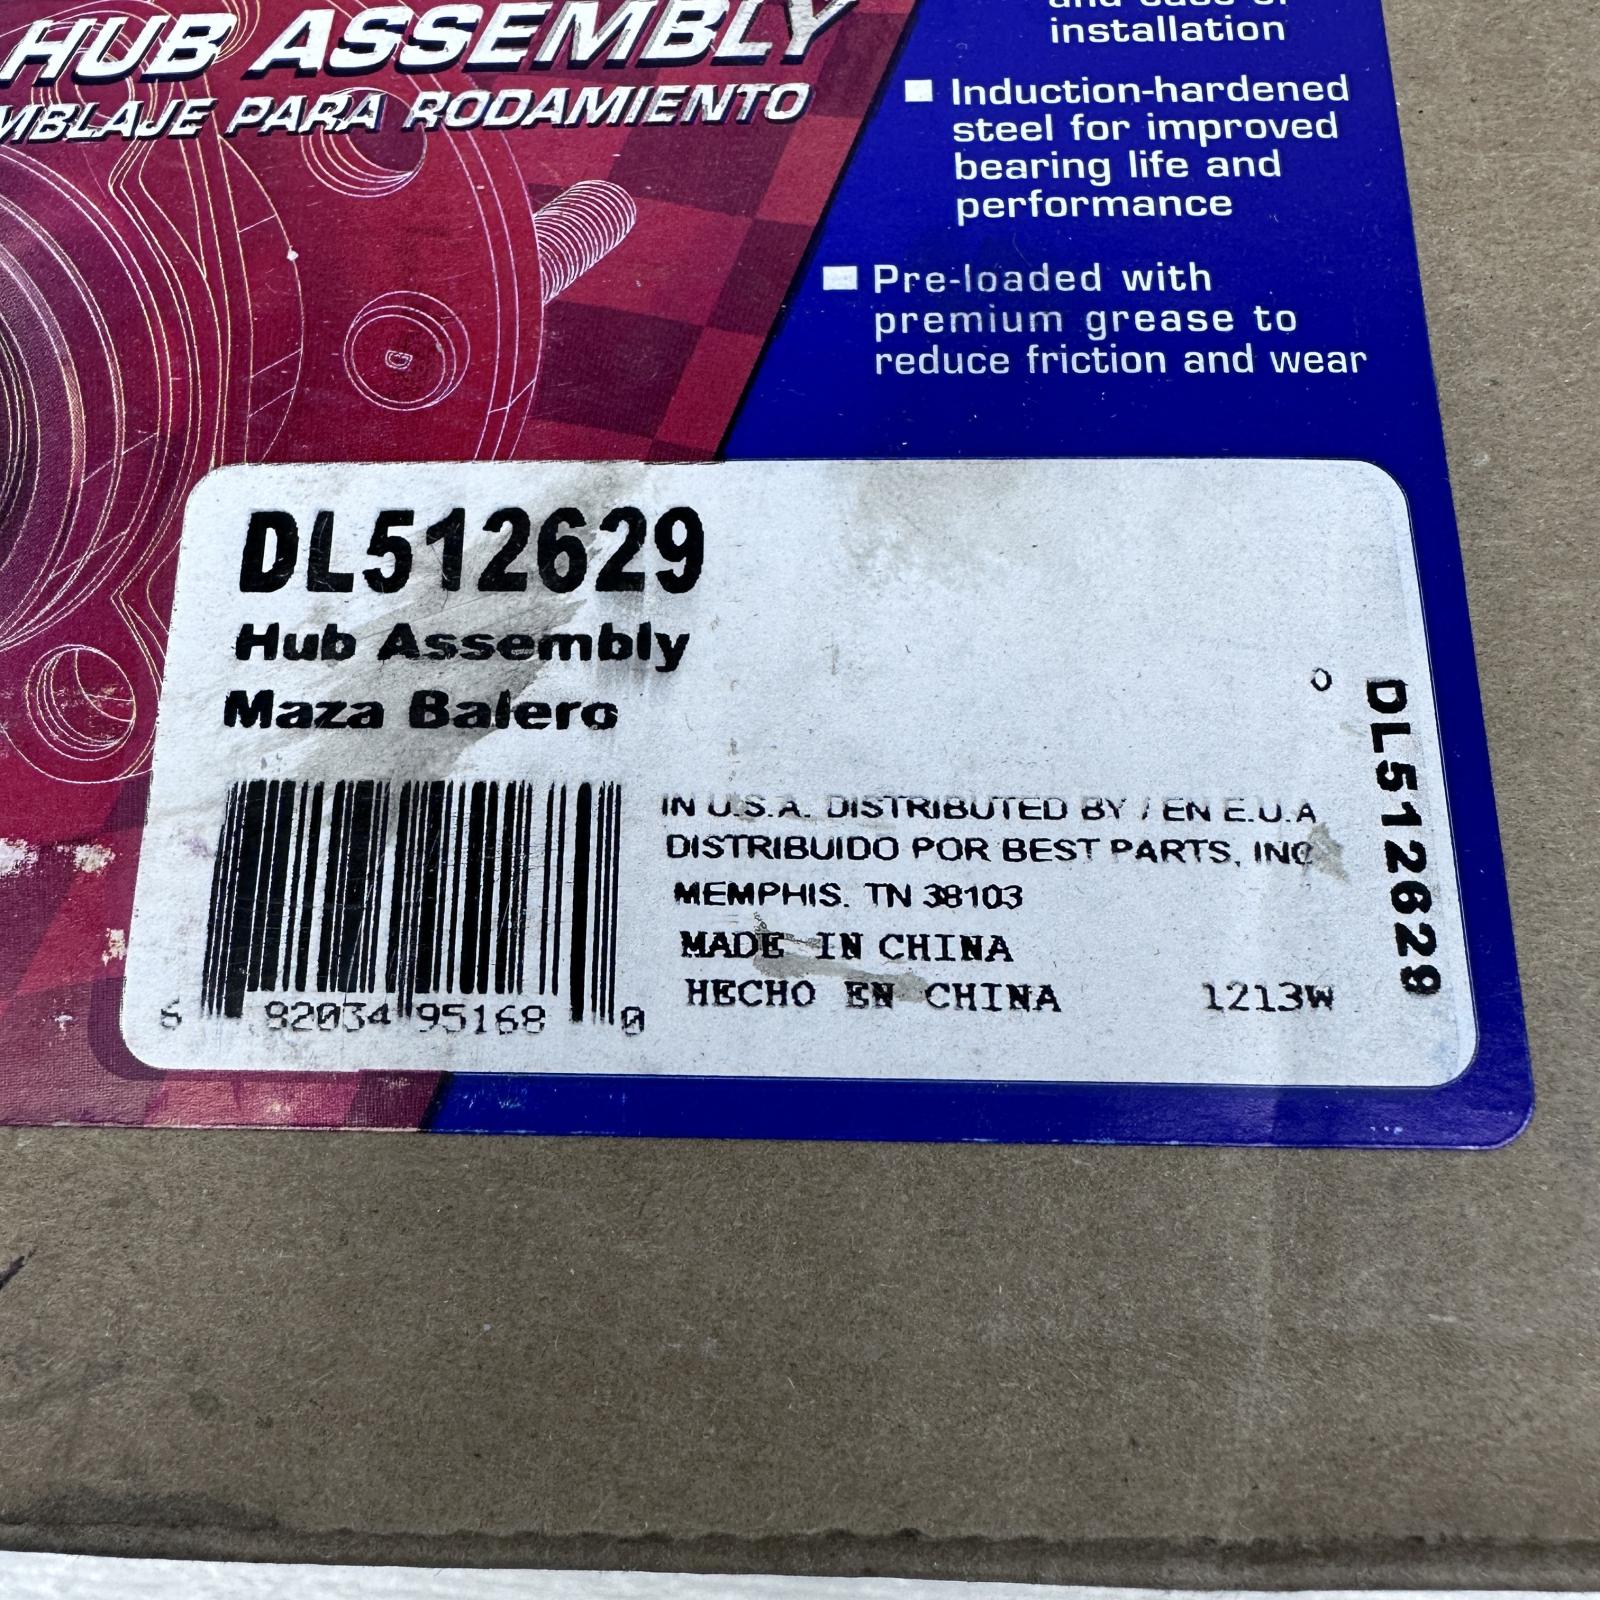 HUB ASSEMBLY
PARA RODAMIENTO
installation
Induction-hardened
steel for improved
bearing life and
performance
Pre-loaded with
premium grease to
reduce friction and wear
DL512629
Hub Assembly
Maza Balero
IN U.S.A. DISTRIBUTED BY / EN E.U.A
DISTRIBUIDO POR BEST PARTS, INC
MEMPHIS. TN 38103
MADE IN CHINA
HECHO EN CHINA 1213W
6 82034 95168 0
0
DL512629